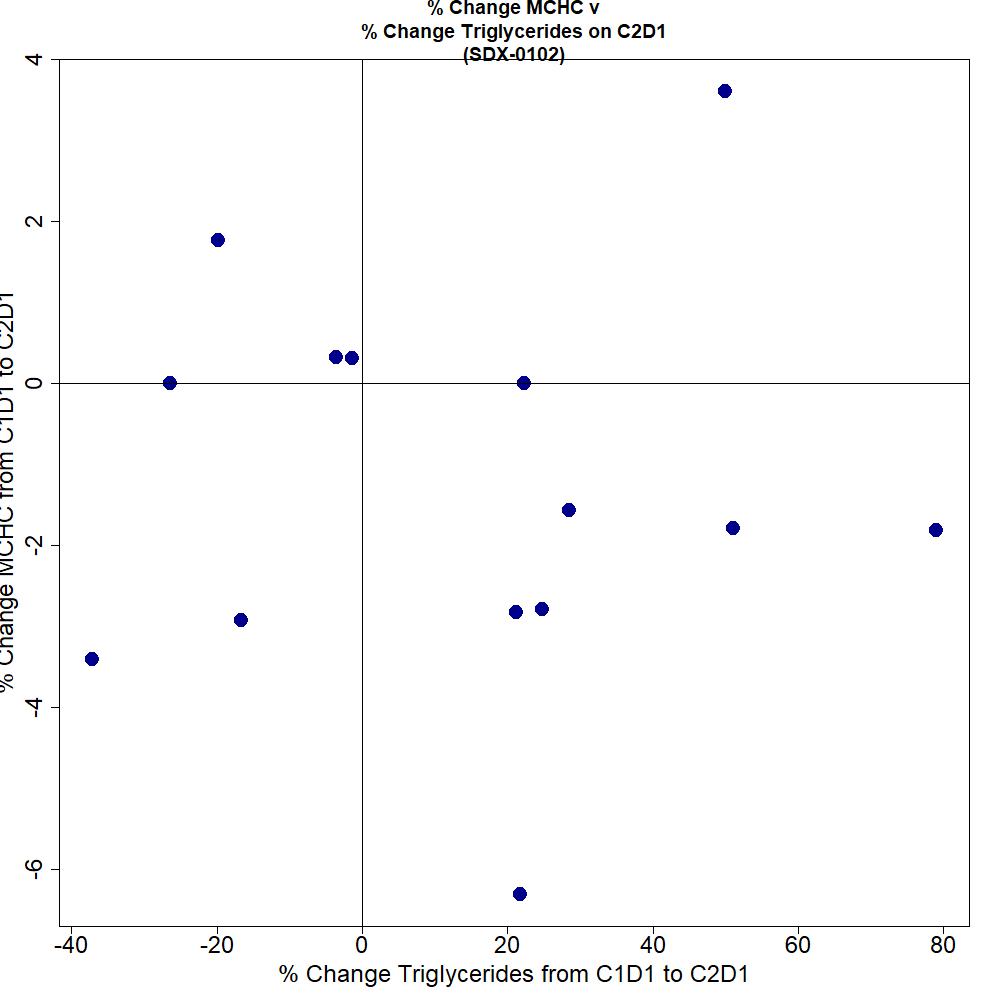 % Change MCHC v
% Change Triglycerides on C2D1
(SDX-0102)
4
2
0
-2
-4
-6
% Change MCHC from C1D1 to C2D1
-40 -20 0 20 40 60 80
% Change Triglycerides from C1D1 to C2D1